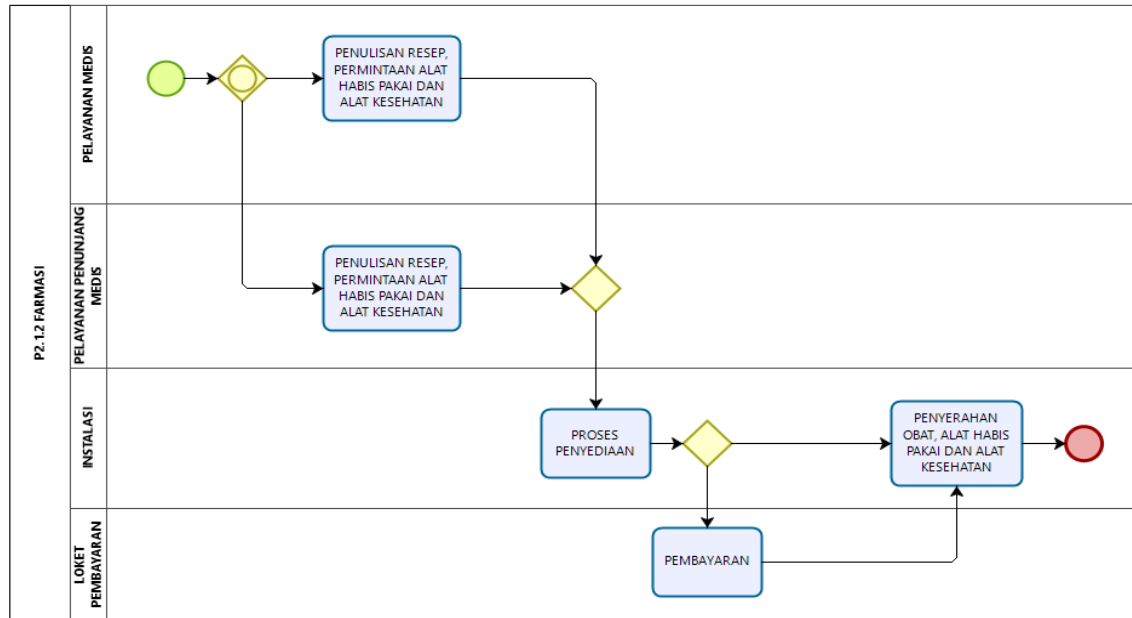 P2.1.2 FARMASI
PELAYANAN MEDIS
PENULISAN RESEP,
PERMINTAAN ALAT
HABIS PAKAI DAN
ALAT KESEHATAN
PELAYANAN PENUNJANG
MEDIS
PENULISAN RESEP,
PERMINTAAN ALAT
HABIS PAKAI DAN
ALAT KESEHATAN
INSTALASI
PROSES
PENYEDIAAN
PENYERAHAN
OBAT, ALAT HABIS
PAKAI DAN ALAT
KESEHATAN
LOKET
PEMBAYARAN
PEMBAYARAN